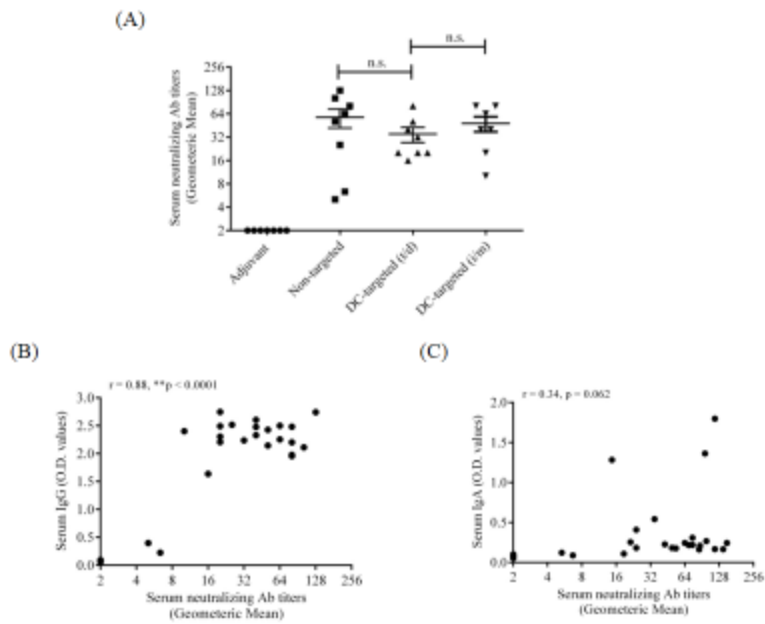 (A)
n.s.
n.s.
Serum neutralizing Ab titers
(Geometeric Mean)
256
128
64
32
16
8
4
2
Adjuvant
Non-targeted
DC-targeted (t/d)
DC-targeted (i/m)
(B)
r = 0.88, **p < 0.0001
Serum IgG (O.D. values)
3.0
2.5
2.0
1.5
1.0
0.5
0.0
2 4 8 16 32 64 128 256
Serum neutralizing Ab titers
(Geometeric Mean)
(C)
r = 0.34, p = 0.062
Serum IgA (O.D. values)
2.0
1.5
1.0
0.5
0.0
2 4 8 16 32 64 128 256
Serum neutralizing Ab titers
(Geometeric Mean)